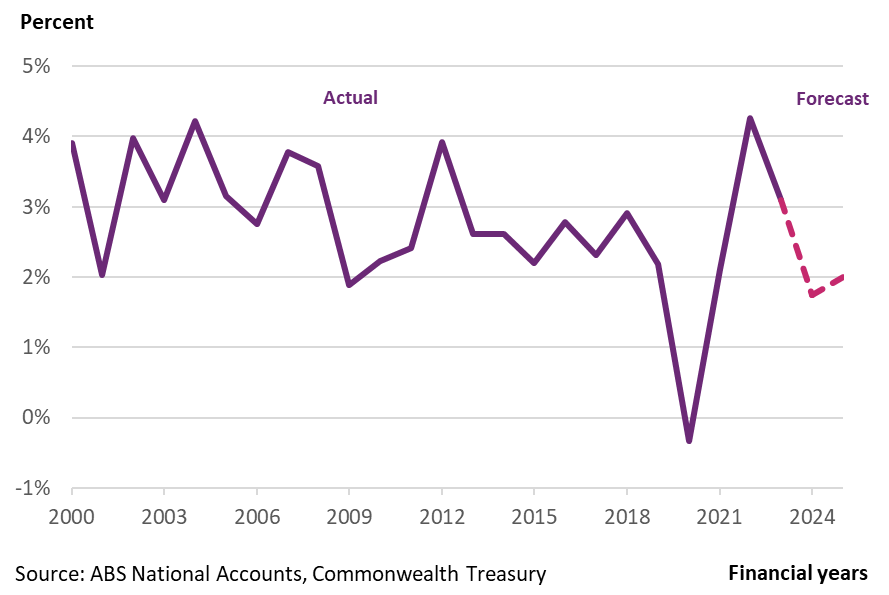 Percent
5%
Actual
Forecast
4%
3%
2%
1%
0%
-1%
2000 2003 2006 2009 2012 2015 2018 2021 2024
Source: ABS National Accounts, Commonwealth Treasury
Financial years